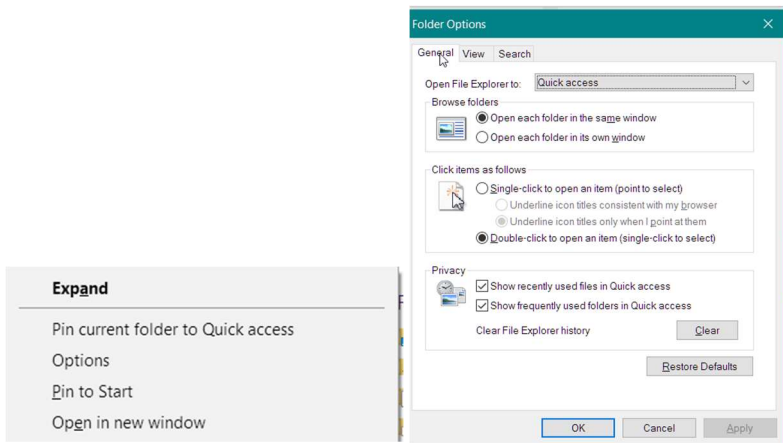 Expand
Pin current folder to Quick access
Options
Pin to Start
Open in new window
Folder Options
General View Search
Open File Explorer to: Quick access
Browse folders
Open each folder in the same window
Open each folder in its own window
Click items as follows
Single-click to open an item (point to select)
Underline icon titles consistent with my browser
Underline icon titles only when I point at them
Double-click to open an item (single-click to select)
Privacy
Show recently used files in Quick access
Show frequently used folders in Quick access
Clear File Explorer history Clear
Restore Defaults
OK Cancel Apply